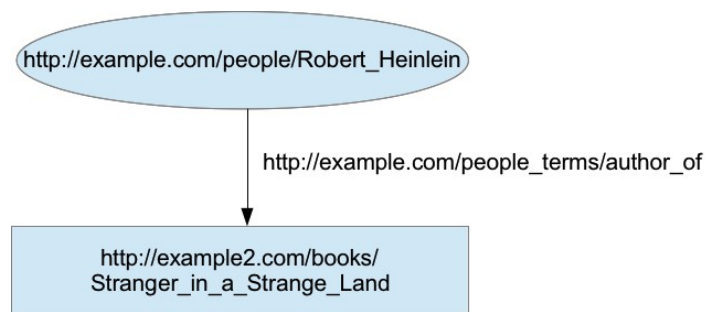 http://example.com/people/Robert_Heinlein
http://example.com/people_terms/author_of
http://example2.com/books/
Stranger_in_a_Strange_Land